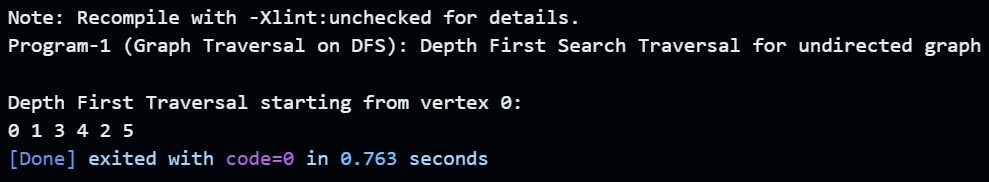 Note: Recompile with -Xlint:unchecked for details.
Program-1 (Graph Traversal on DFS): Depth First Search Traversal for undirected graph
Depth First Traversal starting from vertex 0:
0 1 3 4 2 5
[Done] exited with code=0 in 0.763 seconds